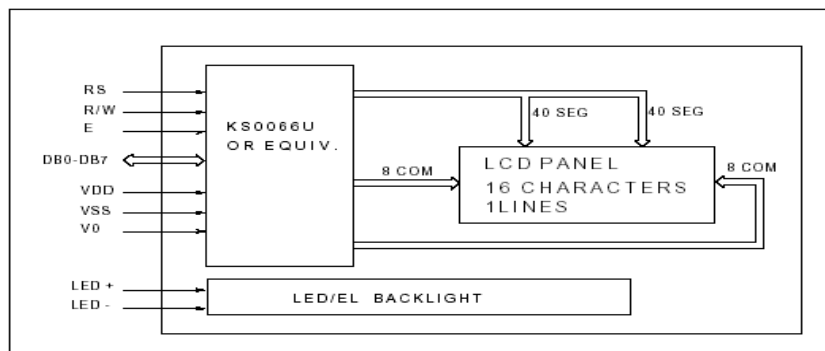 RS
R/W
E
DB0-DB7
VDD
VSS
V0
LED +
LED -
KS0066U
OR EQUIV.
40 SEG
40 SEG
8 COM
8 COM
LCD PANEL
16 CHARACTERS
1LINES
LED/EL BACKLIGHT